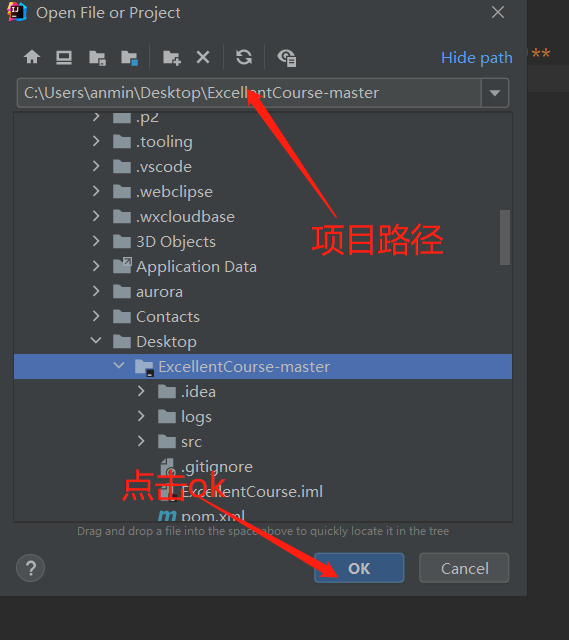 Open File or Project
Hide path
**
C:\Users\anmin\Desktop\ExcellentCourse-master
.p2
.tooling
.vscode
.webclipse
.wxcloudbase
项目路径
3D Objects
Application Data
aurora
Contacts
Desktop
ExcellentCourse-master
.idea
logs
src
.gitignore
点击ok
ExcellentCourse.iml
pom.xml
Drag and drop a file into the space above to quickly locate it in the tree
?
OK
Cancel